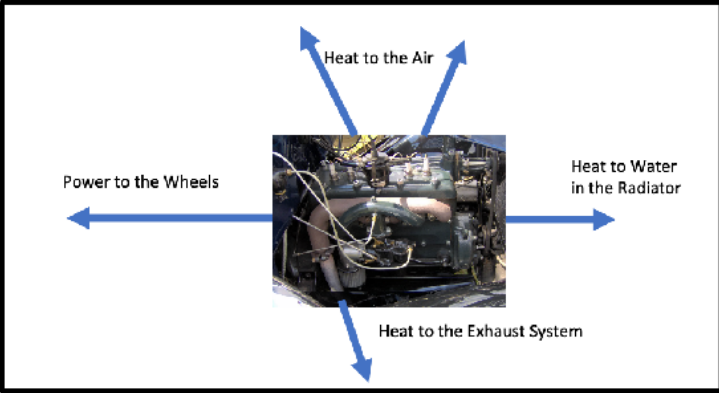 Heat to the Air
Power to the Wheels
Heat to Water
in the Radiator
Heat to the Exhaust System